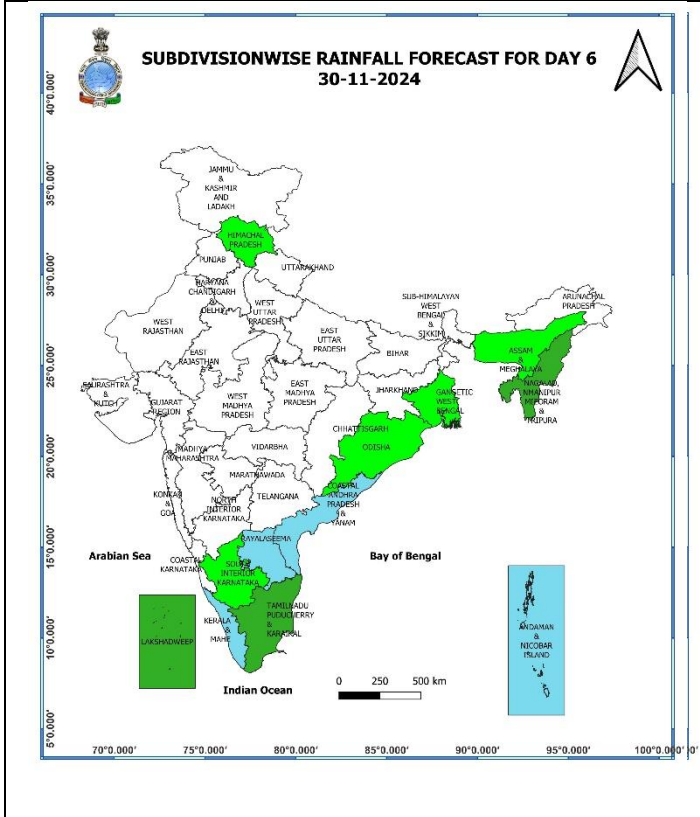 SUBDIVISIONWISE RAINFALL FORECAST FOR DAY 6
30-11-2024
40°0.000'
35°0.000'
30°0.000'
25°0.000'
20°0.000'
15°0.000'
10°0.000'
5°0.000'
JAMMU
&
KASHMIR
AND
LADAKH
HIMACHAL
PRADESH
PUNJAB
UTTARAKHAND
HARYANA
CHANDIGARH
&
DELHI
WEST
UTTAR
PRADESH
SUB-HIMALAYAN
WEST
BENGAL
&
SIKKIM
ARUNACHAL
PRADESH
WEST
RAJASTHAN
EAST
RAJASTHAN
EAST
UTTAR
PRADESH
BIHAR
ASSAM
&
MEGHALAYA
NAGALAND,
MANIPUR
MIZORAM
&
TRIPURA
SAURASHTRA
&
KUTCH
GUJARAT
REGION
WEST
MADHYA
PRADESH
EAST
MADHYA
PRADESH
JHARKHAND
GANGETIC
WEST
BENGAL
CHHATTISGARH
ODISHA
MADHYA
MAHARASHTRA
VIDARBHA
MARATHAWADA
KONKAN
&
GOA
NORTH
INTERIOR
KARNATAKA
TELANGANA
COASTAL
ANDHRA
PRADESH
&
YANAM
RAYALASEEMA
Arabian Sea
Bay of Bengal
COASTAL
KARNATAKA
SOUTH
INTERIOR
KARNATAKA
TAMILNADU
PUDUCHERRY
&
KARAIKAL
KERALA
&
MAHE
LAKSHADWEEP
ANDAMAN
&
NICOBAR
ISLAND
Indian Ocean
0 250 500 km
70°0.000' 75°0.000' 80°0.000' 85°0.000' 90°0.000' 95°0.000' 100°0.000'